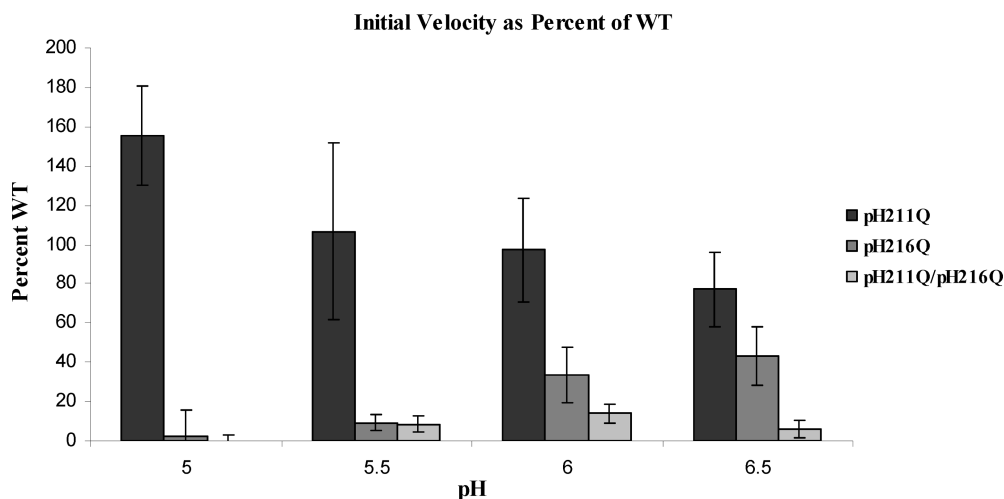 Initial Velocity as Percent of WT
200
180
160
140
120
100
80
60
40
20
0
Percent WT
5 5.5 6 6.5
pH
pH211Q
pH216Q
pH211Q/pH216Q